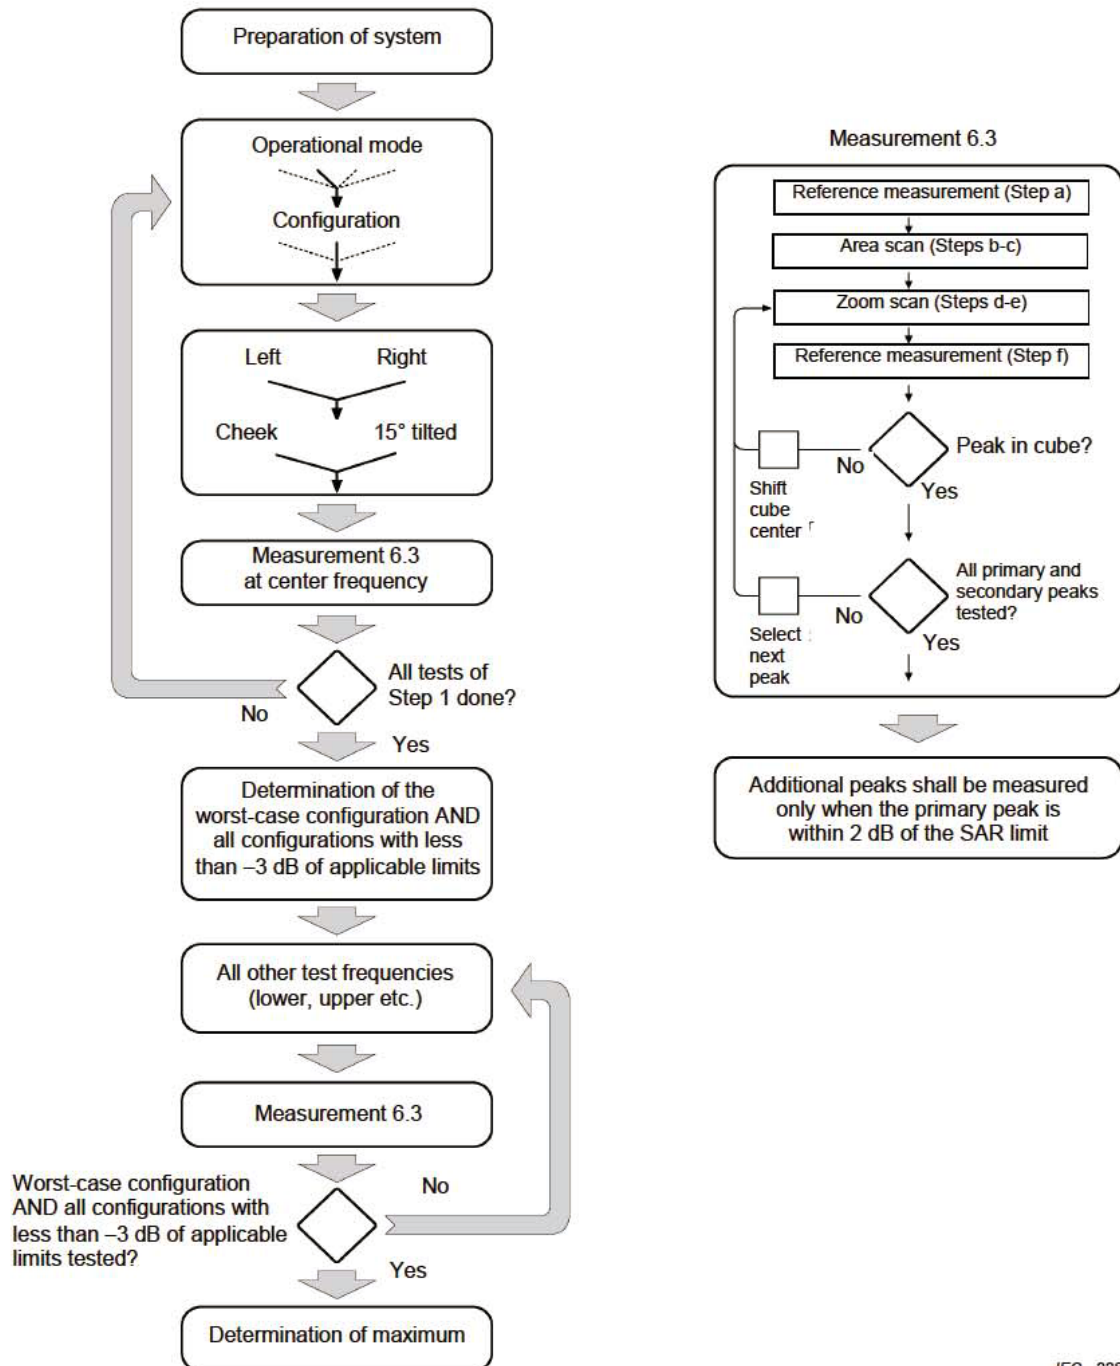 Preparation of system
Operational mode
Configuration
Left
Right
Cheek
15° tilted
Measurement 6.3
at center frequency
All tests of
Step 1 done?
No
Yes
Determination of the
worst-case configuration AND
all configurations with less
than –3 dB of applicable limits
All other test frequencies
(lower, upper etc.)
Measurement 6.3
Worst-case configuration
AND all configurations with
less than –3 dB of applicable
limits tested?
No
Yes
Determination of maximum
Measurement 6.3
Reference measurement (Step a)
Area scan (Steps b-c)
Zoom scan (Steps d-e)
Reference measurement (Step f)
Peak in cube?
No
Yes
Shift
cube
center
All primary and
secondary peaks
tested?
No
Yes
Select
next
peak
Additional peaks shall be measured
only when the primary peak is
within 2 dB of the SAR limit